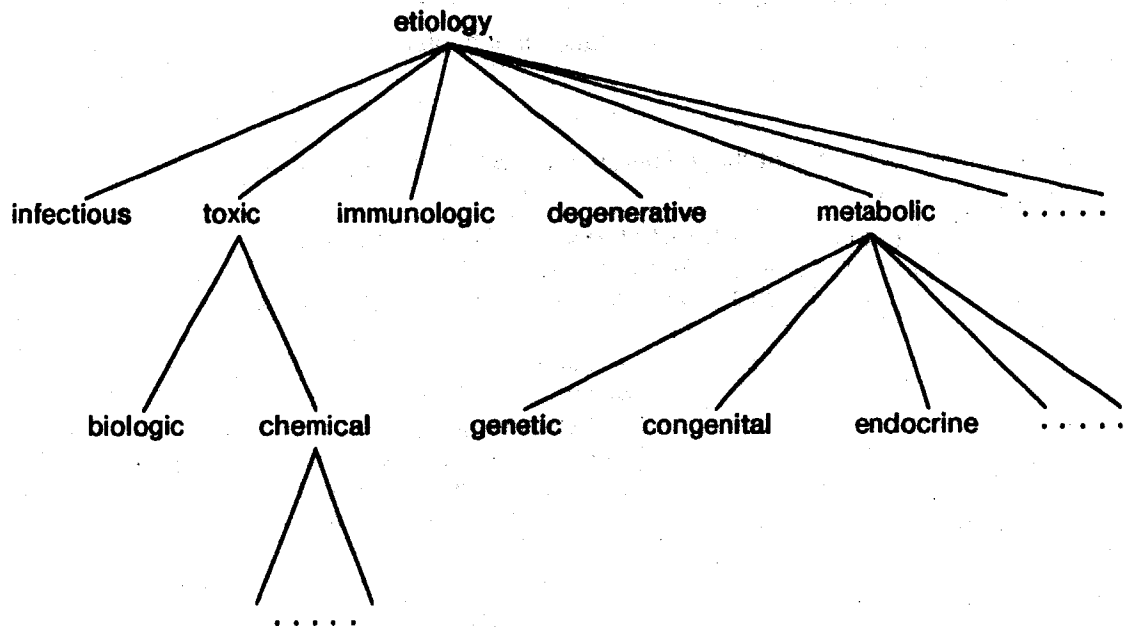 etiology
infectious toxic immunologic degenerative metabolic . . . . .
biologic chemical genetic congenital endocrine . . . . .
. . . . .